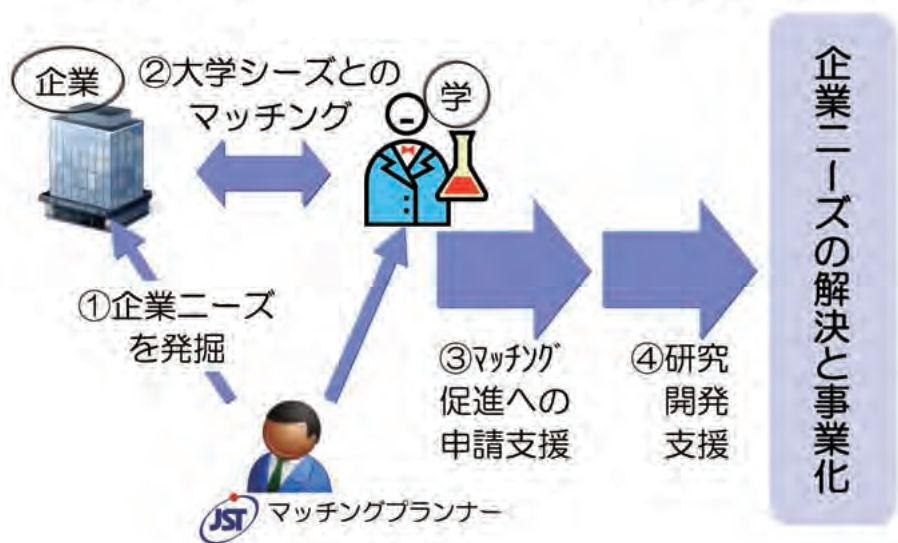 企業
②大学シーズとの
マッチング
学
①企業ニーズ
を発掘
③ﾏｯﾁﾝｸﾞ
促進への
申請支援
④研究
開発
支援
JST マッチングプランナー
企業ニーズの解決と事業化